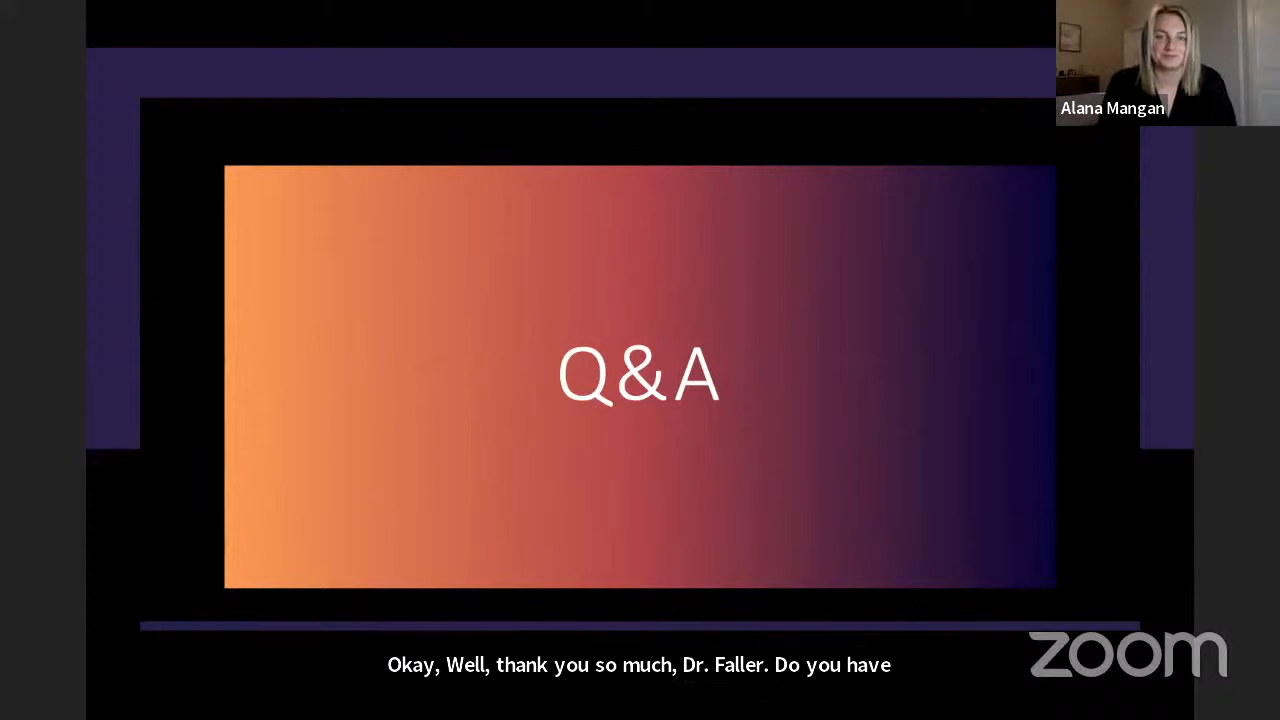 Alana Mangan
Q&A
Okay, Well, thank you so much, Dr. Faller. Do you have
zoom